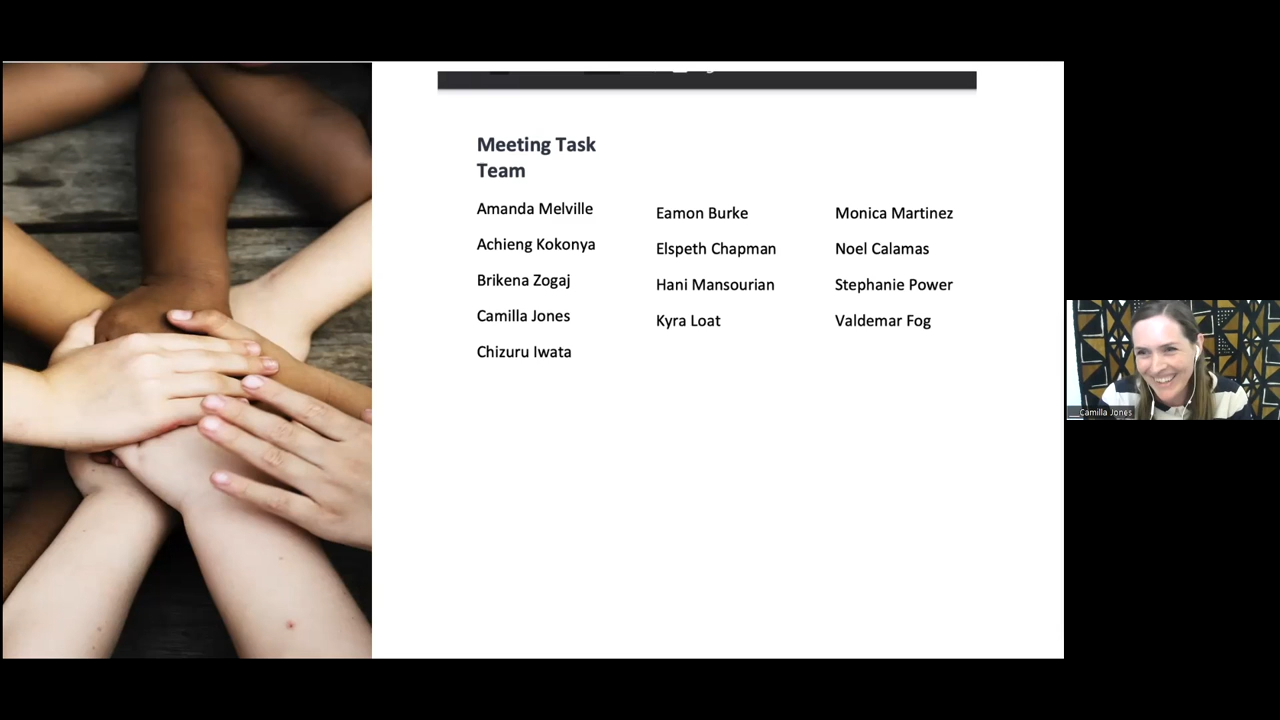 Meeting Task
Team
Amanda Melville
Achieng Kokonya
Brikena Zogaj
Camilla Jones
Chizuru Iwata
Eamon Burke
Elspeth Chapman
Hani Mansourian
Kyra Loat
Monica Martinez
Noel Calamas
Stephanie Power
Valdemar Fog
__Camilla Jones